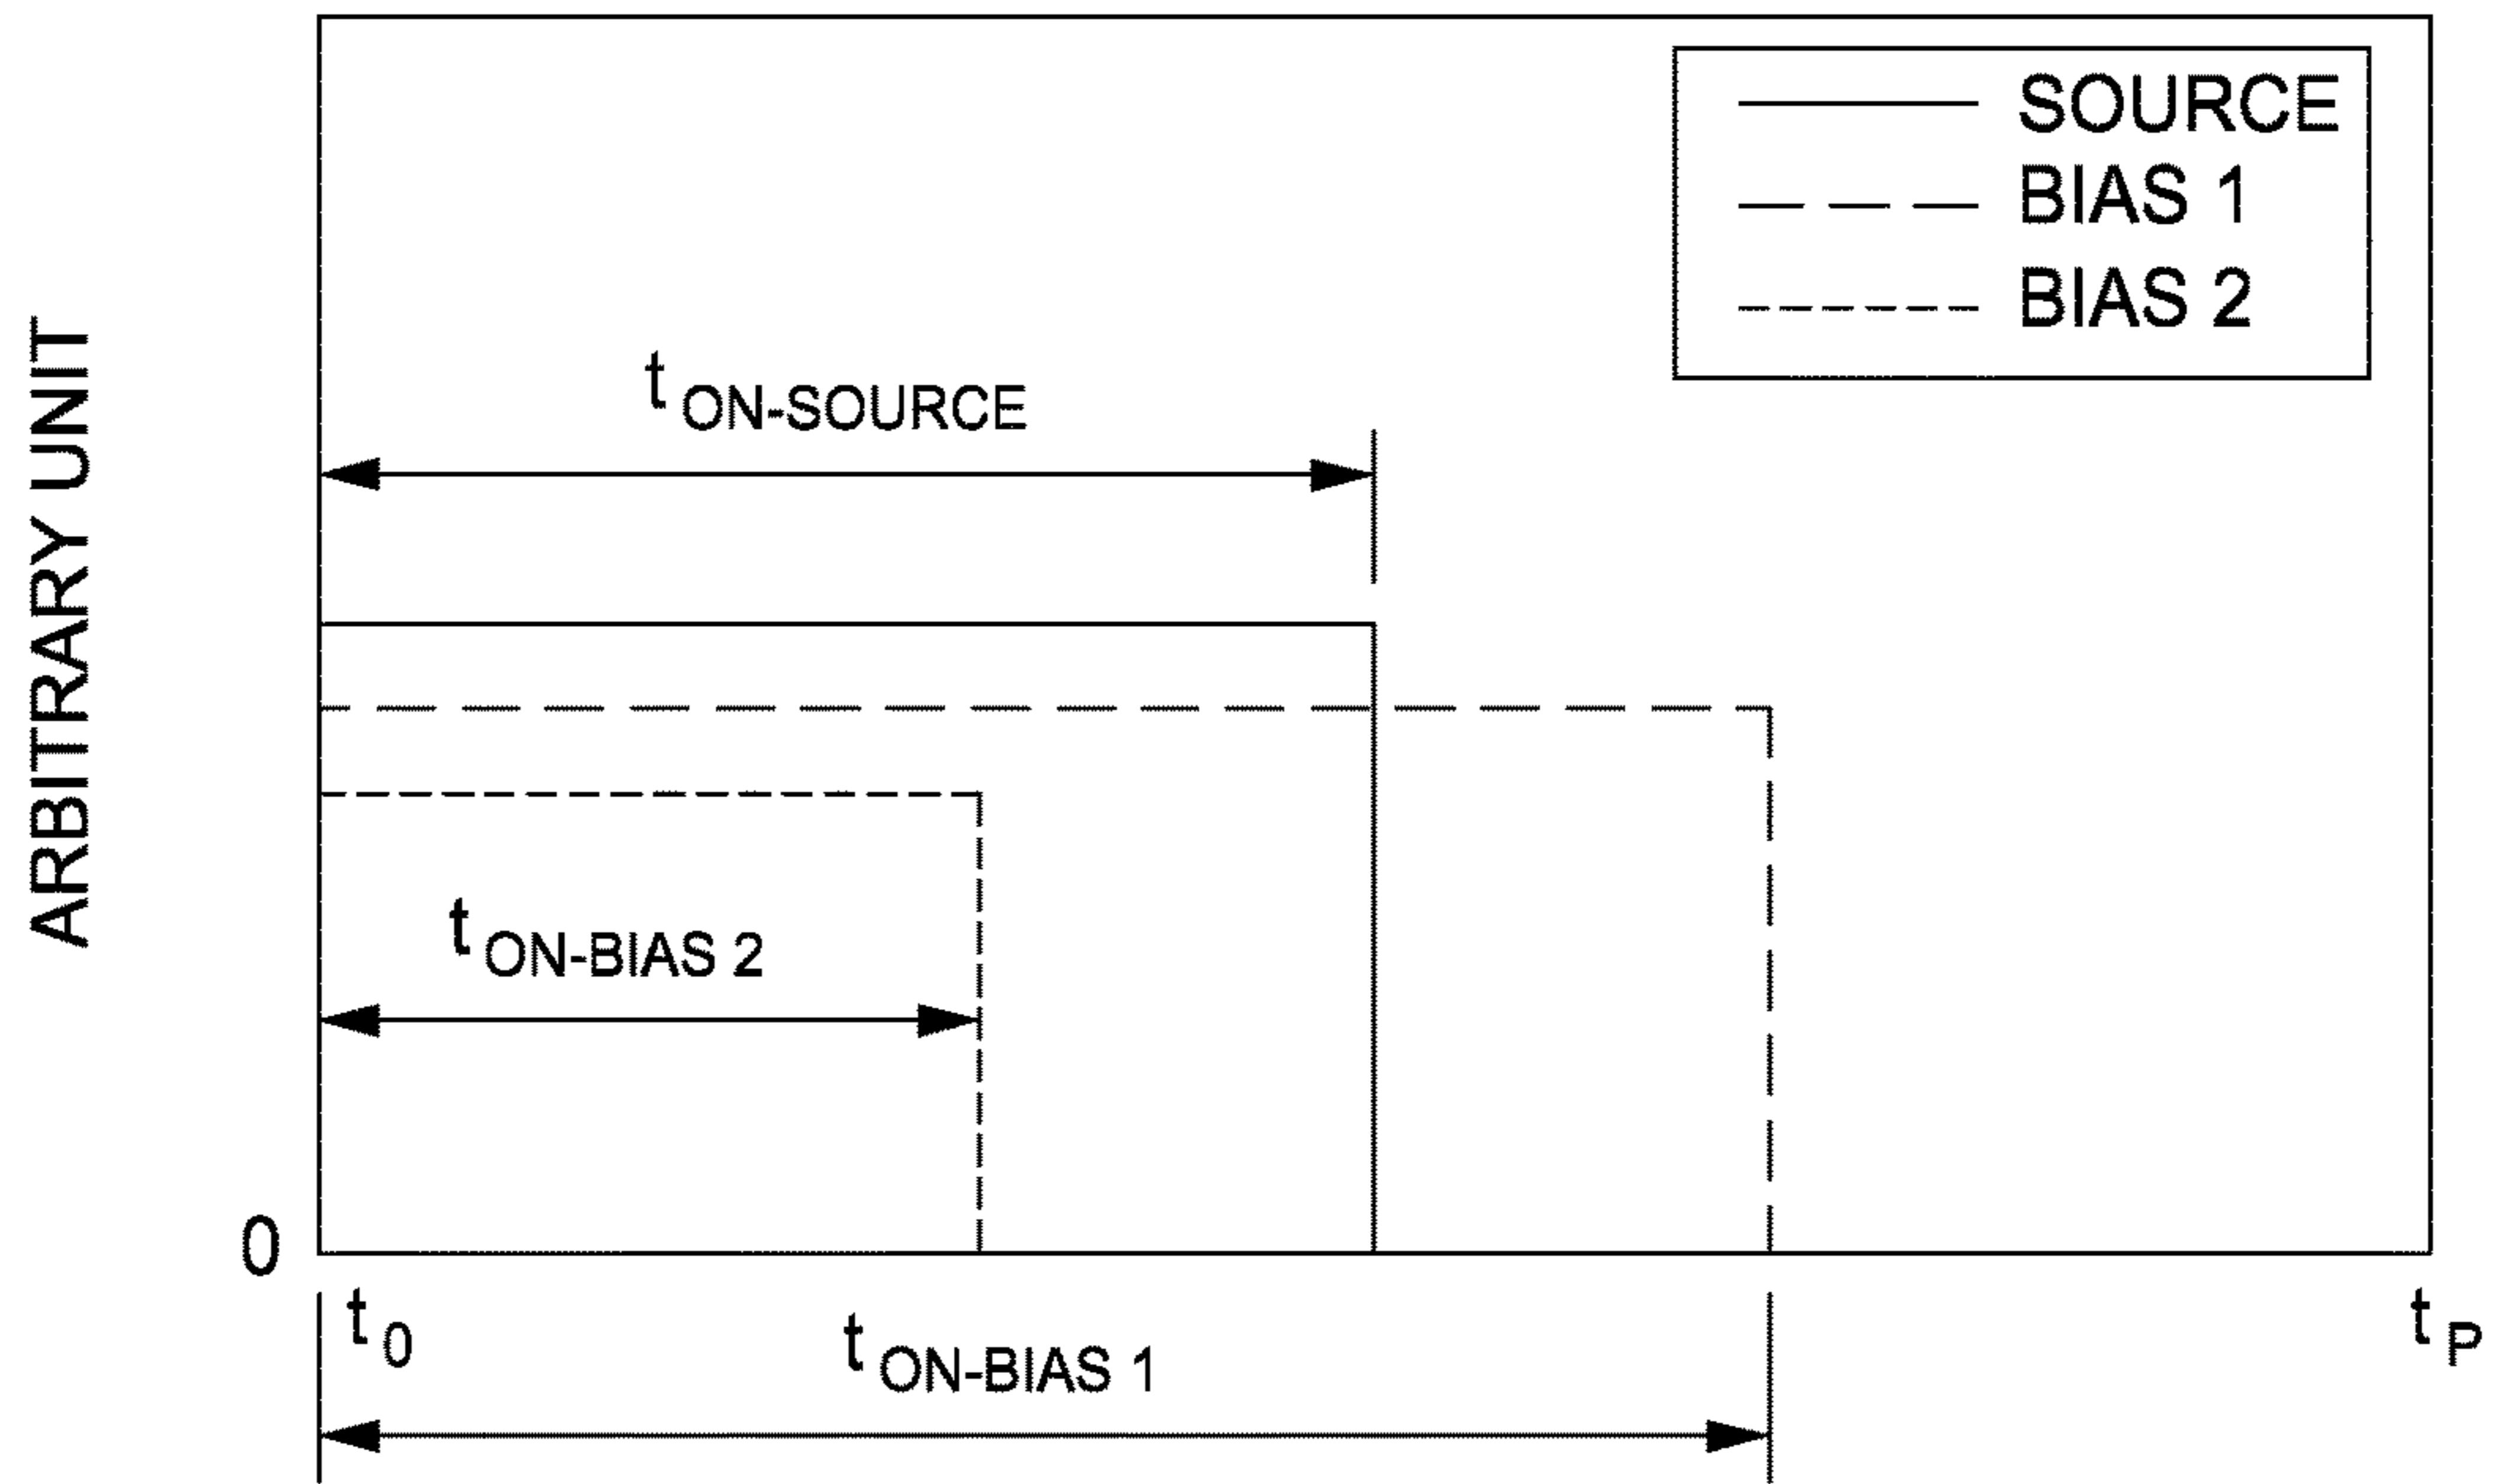 SOURCE
BIAS 1
BIAS 2
ARBITRARY UNIT
t ON-SOURCE
t ON-BIAS 2
0
t 0
t ON-BIAS 1
t P